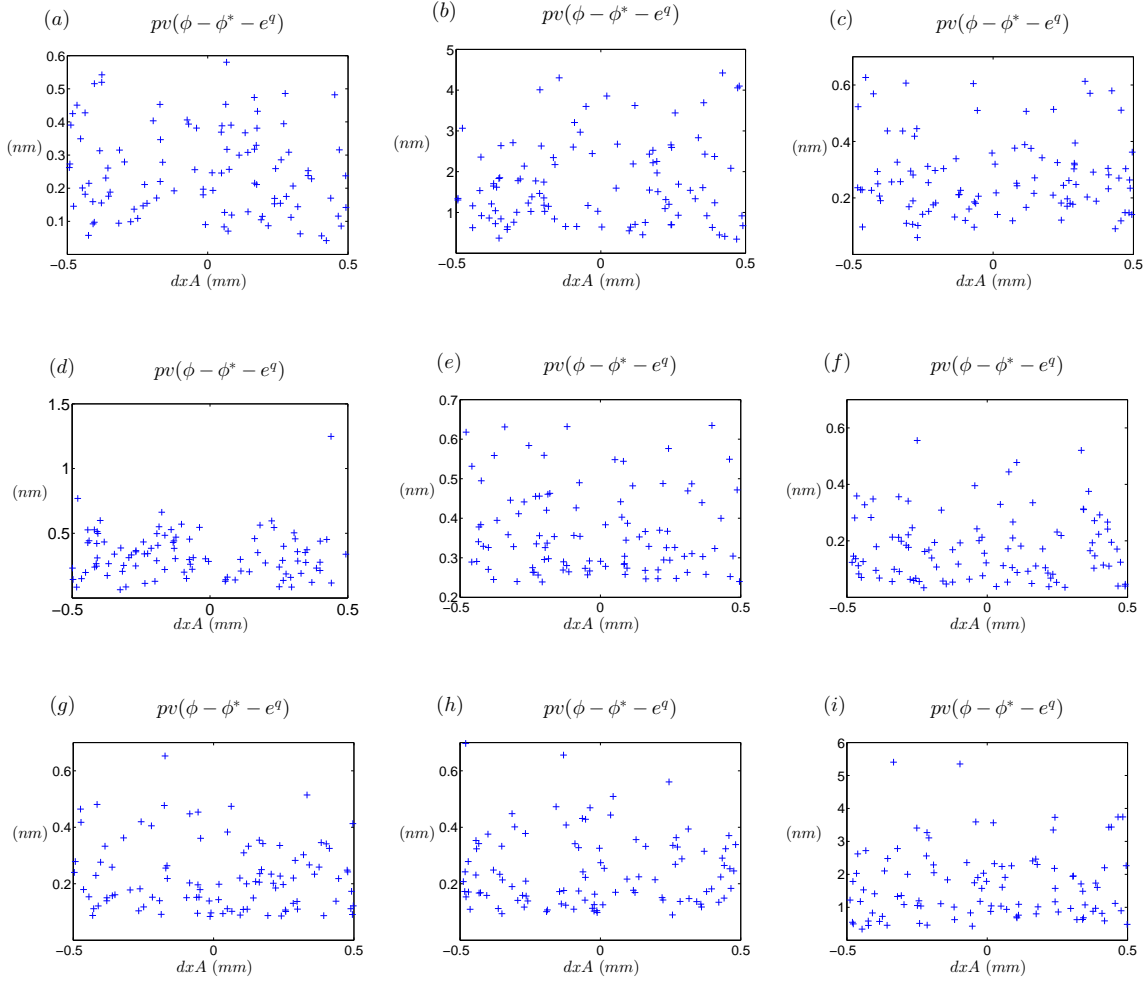 (a) pv(ϕ − ϕ* − e^q)
0.6
0.5
0.4
0.3
(nm)
0.2
0.1
−0.5 0 0.5
dxA (mm)
(b) pv(ϕ − ϕ* − e^q)
5
4
3
(nm)
2
1
−0.5 0 0.5
dxA (mm)
(c) pv(ϕ − ϕ* − e^q)
0.6
0.4
(nm)
0.2
−0.5 0 0.5
dxA (mm)
(d) pv(ϕ − ϕ* − e^q)
1.5
1
(nm)
0.5
−0.5 0 0.5
dxA (mm)
(e) pv(ϕ − ϕ* − e^q)
0.7
0.6
0.5
(nm)
0.4
0.3
0.2
−0.5 0 0.5
dxA (mm)
(f) pv(ϕ − ϕ* − e^q)
0.6
0.4
(nm)
0.2
−0.5 0 0.5
dxA (mm)
(g) pv(ϕ − ϕ* − e^q)
0.6
0.4
(nm)
0.2
−0.5 0 0.5
dxA (mm)
(h) pv(ϕ − ϕ* − e^q)
0.6
0.4
(nm)
0.2
−0.5 0 0.5
dxA (mm)
(i) pv(ϕ − ϕ* − e^q)
6
5
4
3
(nm)
2
1
−0.5 0 0.5
dxA (mm)